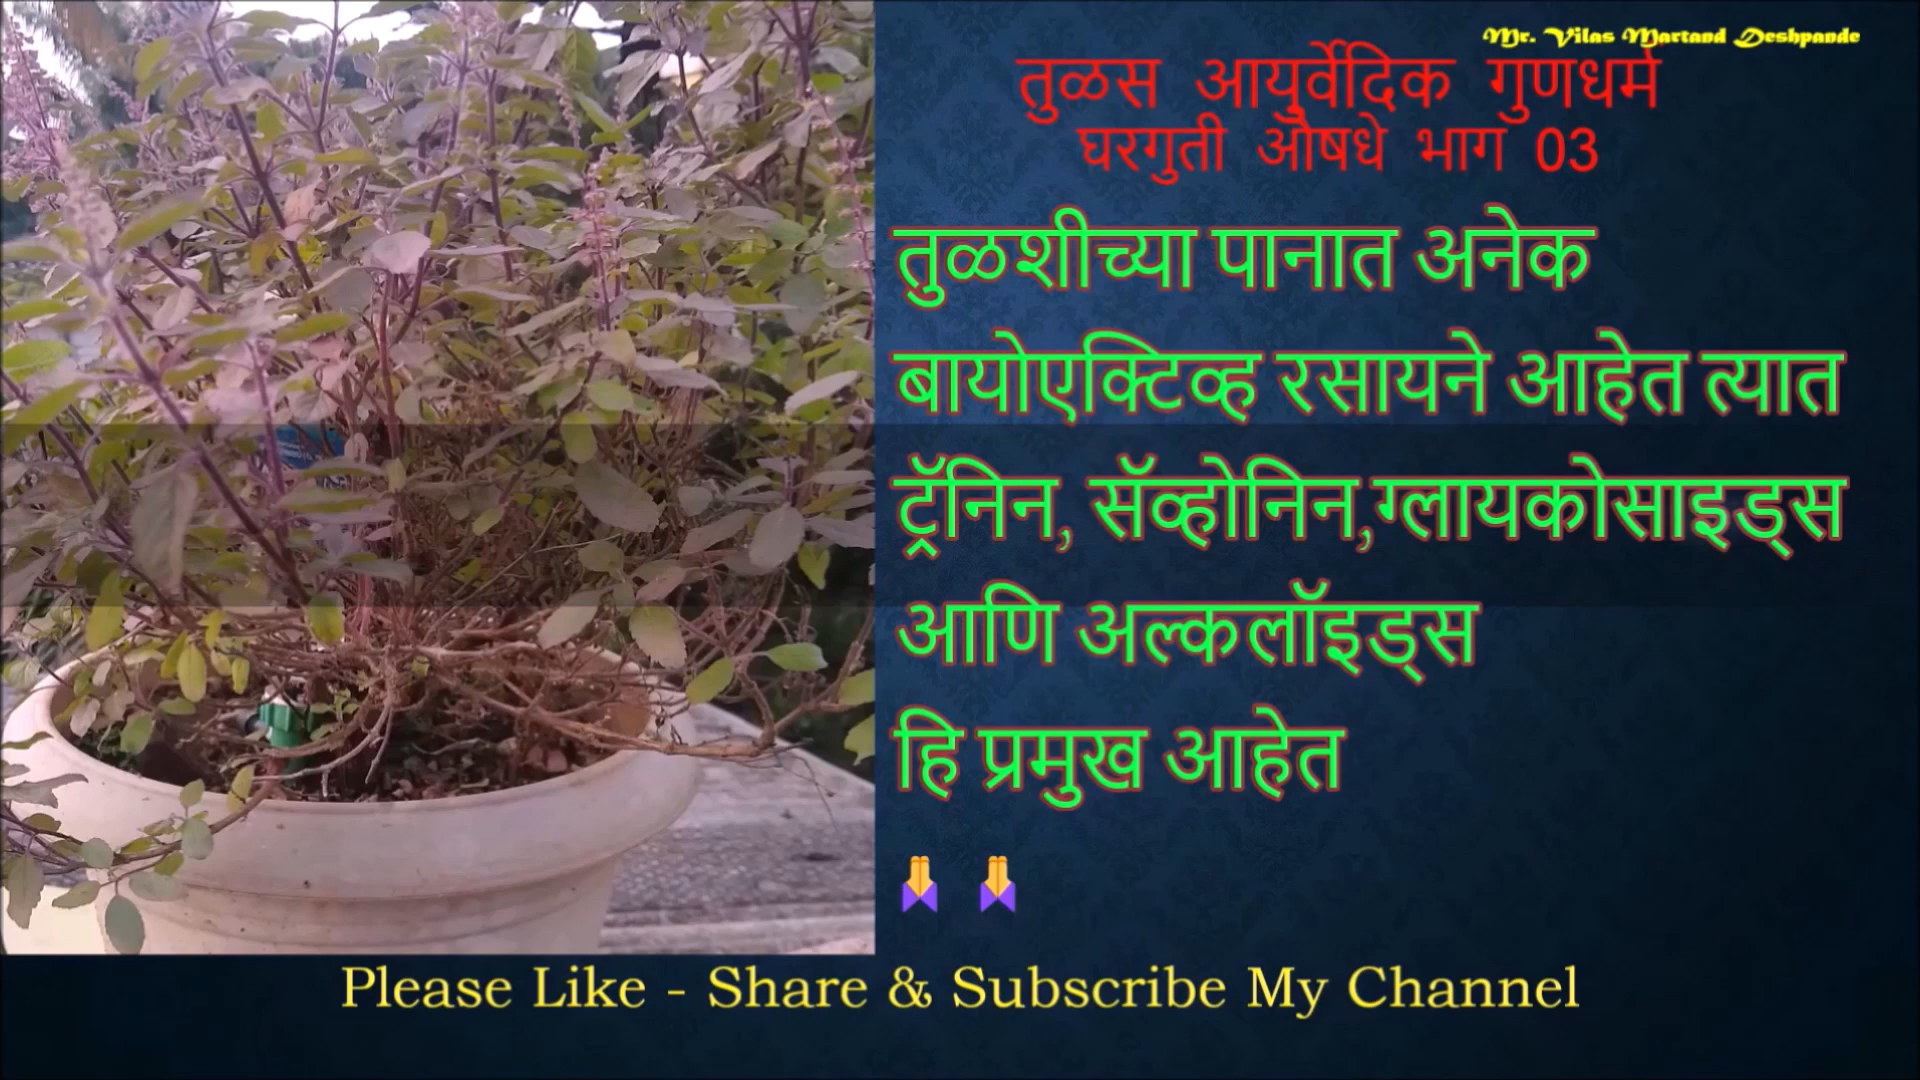 Mr. Vilas Martand Deshpande
तुळस आयुर्वेदिक गुणधर्म
घरगुती औषधे भाग 03
तुळशीच्या पानात अनेक
बायोएक्टिव्ह रसायने आहेत त्यात
ट्रॅनिन, सॅव्होनिन,ग्लायकोसाइड्स
आणि अल्कलॉइड्स
हि प्रमुख आहेत
🙏 🙏
Please Like - Share & Subscribe My Channel